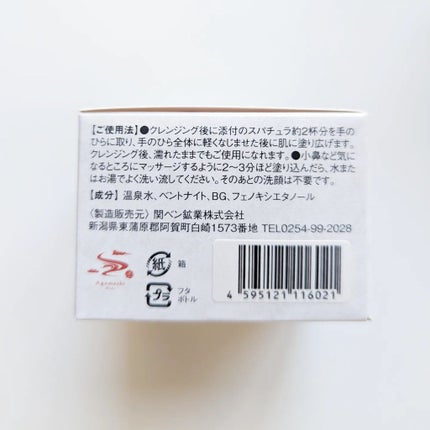 【ご使用法】●クレンジング後に添付のスパチュラ約2杯分を手の
ひらに取り、手のひら全体に軽くなじませた後に肌に塗り広げます。
クレンジング後、濡れたままでもご使用になれます。●小鼻など気に
なるところにマッサージするように2〜3分ほど塗り込んだら、水また
はお湯でよく洗い流してください。そのあとの洗顔は不要です。
【成分】温泉水、ベントナイト、BG、フェノキシエタノール
〈製造販売元〉関ベン鉱業株式会社
新潟県東蒲原郡阿賀町白崎1573番地 TEL0254-99-2028
紙 箱
プラ フタ
ボトル
4 595121 116021